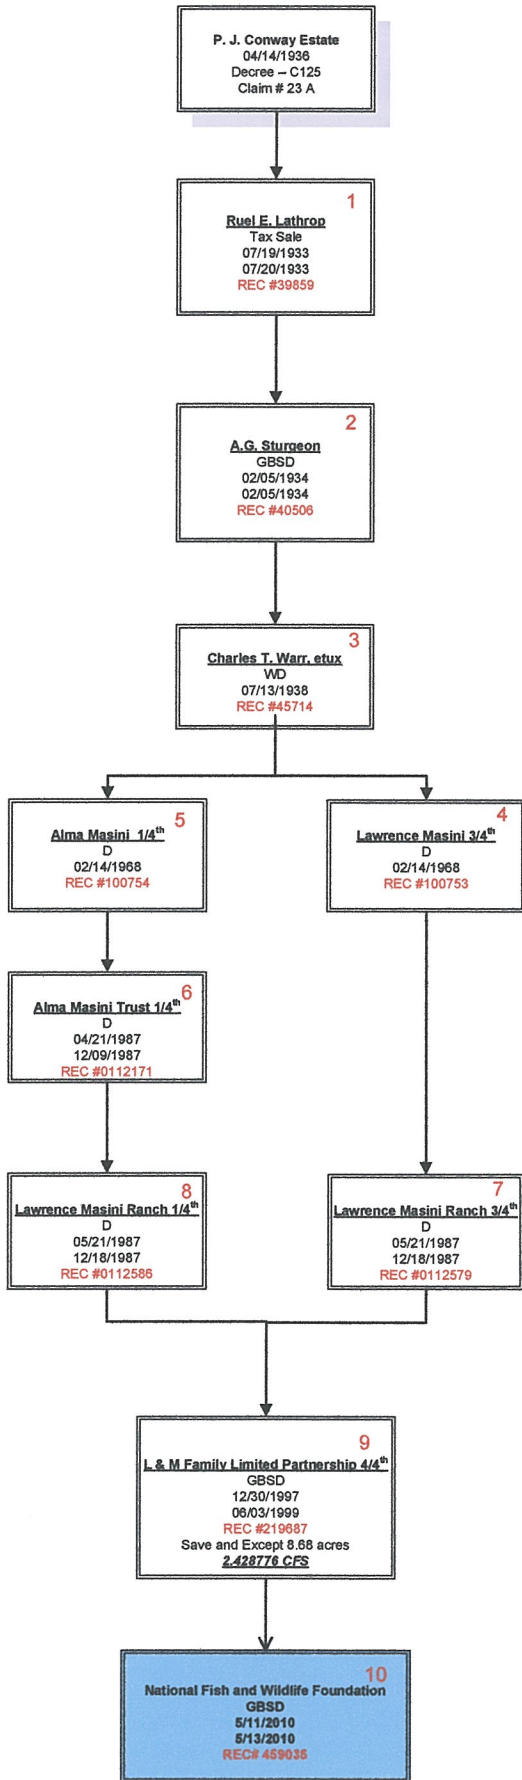 P. J. Conway Estate
04/14/1936
Decree – C125
Claim # 23 A
1
Ruel E. Lathrop
Tax Sale
07/19/1933
07/20/1933
REC #39859
2
A.G. Sturgeon
GBSD
02/05/1934
02/05/1934
REC #40506
3
Charles T. Warr, etux
WD
07/13/1938
REC #45714
5
Alma Masini 1/4th
D
02/14/1968
REC #100754
4
Lawrence Masini 3/4th
D
02/14/1968
REC #100753
6
Alma Masini Trust 1/4th
D
04/21/1987
12/09/1987
REC #0112171
8
Lawrence Masini Ranch 1/4th
D
05/21/1987
12/18/1987
REC #0112586
7
Lawrence Masini Ranch 3/4th
D
05/21/1987
12/18/1987
REC #0112579
9
L & M Family Limited Partnership 4/4th
GBSD
12/30/1997
06/03/1999
REC #219687
Save and Except 8.68 acres
2.428776 CFS
10
National Fish and Wildlife Foundation
GBSD
5/11/2010
5/13/2010
REC# 459035